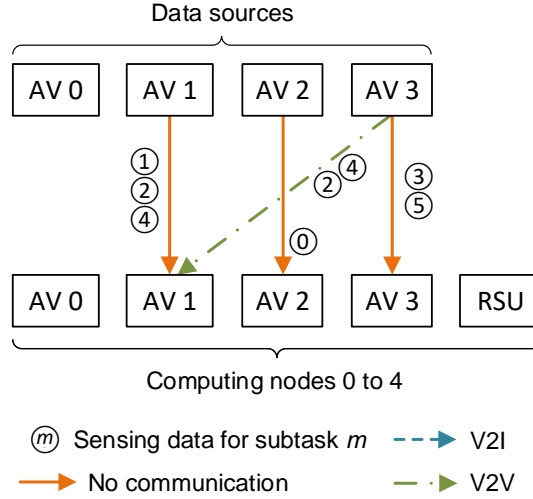 Data sources
AV 0 AV 1 AV 2 AV 3
1
2
4
2 4
0
3
5
AV 0 AV 1 AV 2 AV 3 RSU
Computing nodes 0 to 4
m Sensing data for subtask m
V2I
No communication
V2V